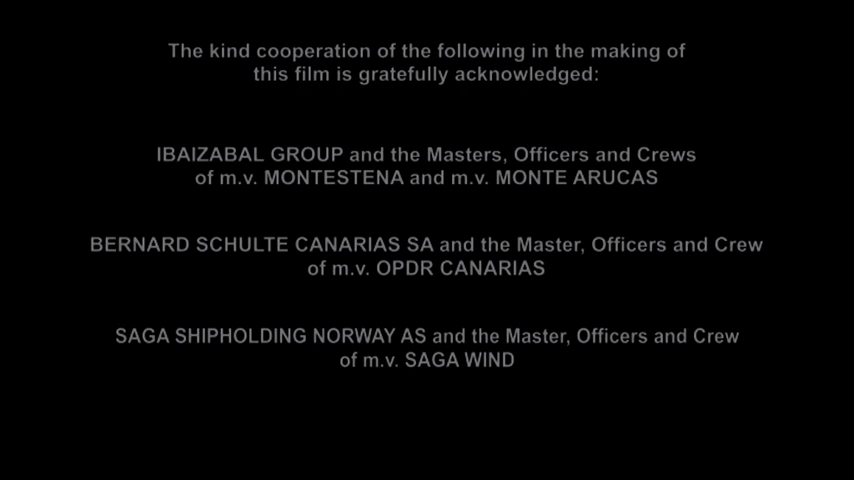 The kind cooperation of the following in the making of
this film is gratefully acknowledged:
IBAIZABAL GROUP and the Masters, Officers and Crews
of m.v. MONTESTENA and m.v. MONTE ARUCAS
BERNARD SCHULTE CANARIAS SA and the Master, Officers and Crew
of m.v. OPDR CANARIAS
SAGA SHIPHOLDING NORWAY AS and the Master, Officers and Crew
of m.v. SAGA WIND